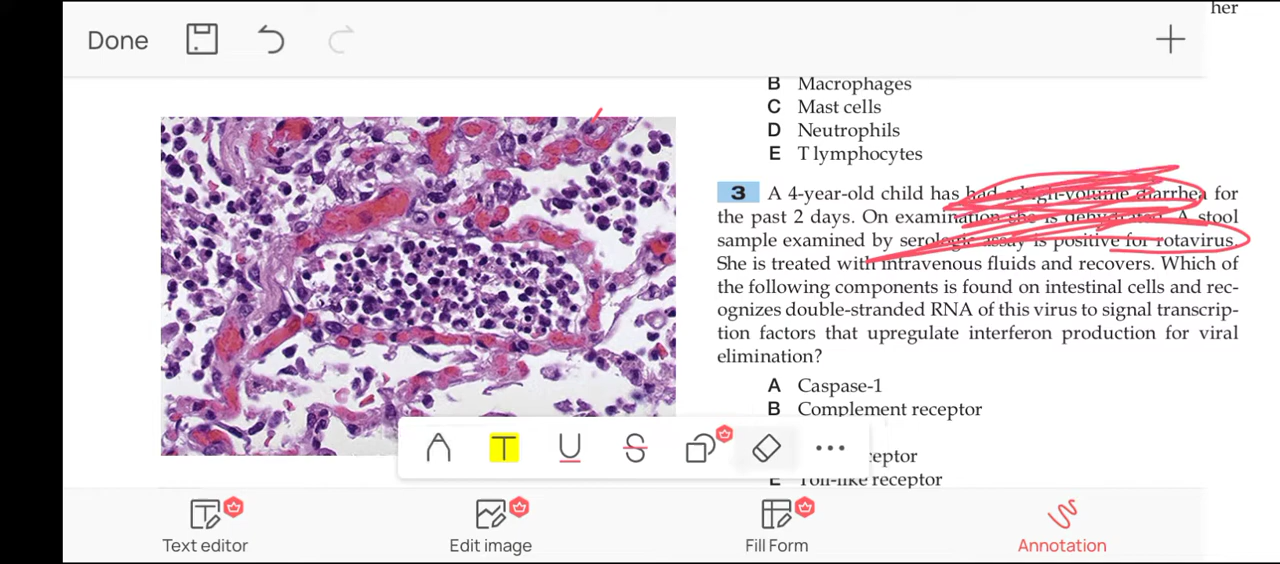 her
Done
B Macrophages
C Mast cells
D Neutrophils
E T lymphocytes
3 A 4-year-old child has had a high-volume diarrhea for
the past 2 days. On examination she is dehydrated. A stool
sample examined by serologic assay is positive for rotavirus.
She is treated with intravenous fluids and recovers. Which of
the following components is found on intestinal cells and rec-
ognizes double-stranded RNA of this virus to signal transcrip-
tion factors that upregulate interferon production for viral
elimination?
A Caspase-1
B Complement receptor
ceptor
E Toll-like receptor
Text editor
Edit image
Fill Form
Annotation